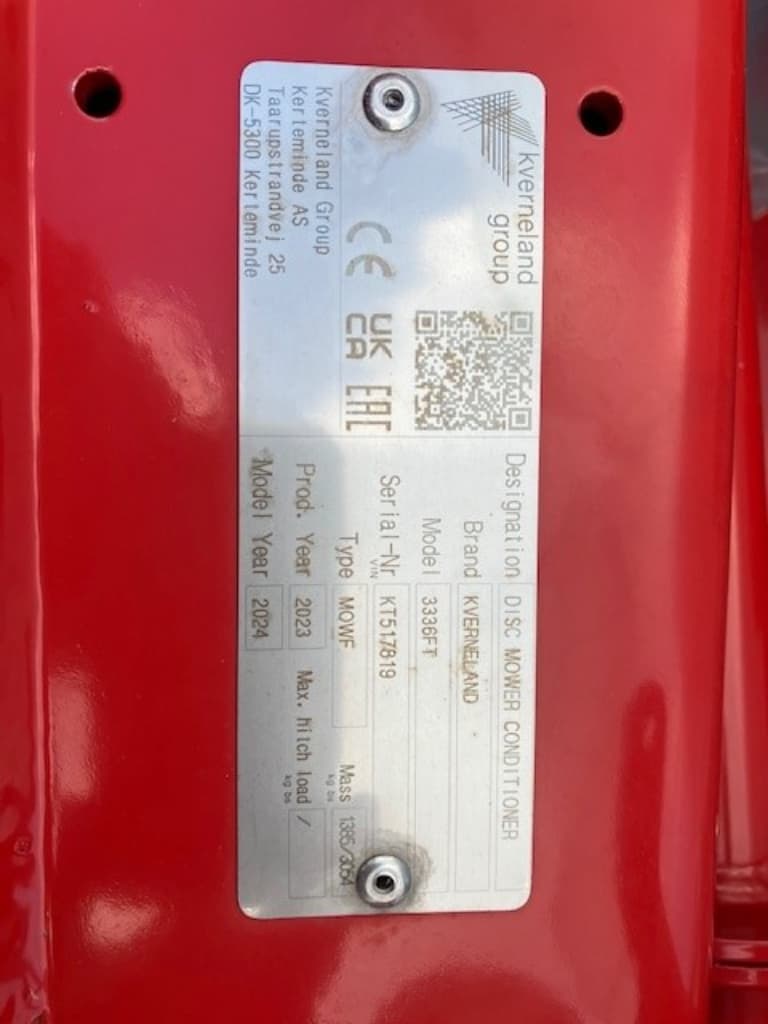 kverneland
group
CE
UK
CA
EAC
Kverneland Group
Kerteminde AS
Taarupstrandvej 25
DK-5300 Kerteminde
Designation DISC MOWER CONDITIONER
Brand KVERNELAND
Model 3336FT
Serial-Nr KT517819
VIN
Type MOWF Mass 1385/3054
kg lbs
Prod. Year 2023 Max. hitch load /
kg lbs
Model Year 2024